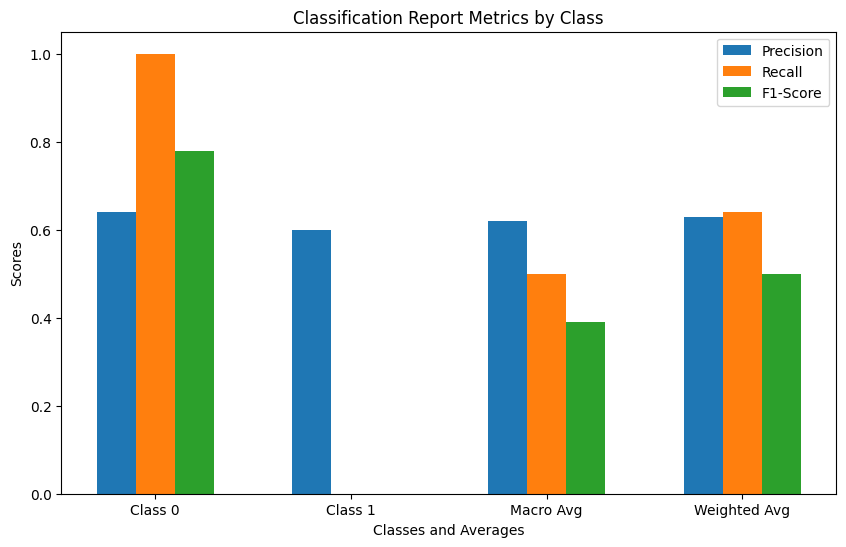 Classification Report Metrics by Class
Precision
Recall
F1-Score
Scores
1.0
0.8
0.6
0.4
0.2
0.0
Class 0
Class 1
Macro Avg
Weighted Avg
Classes and Averages